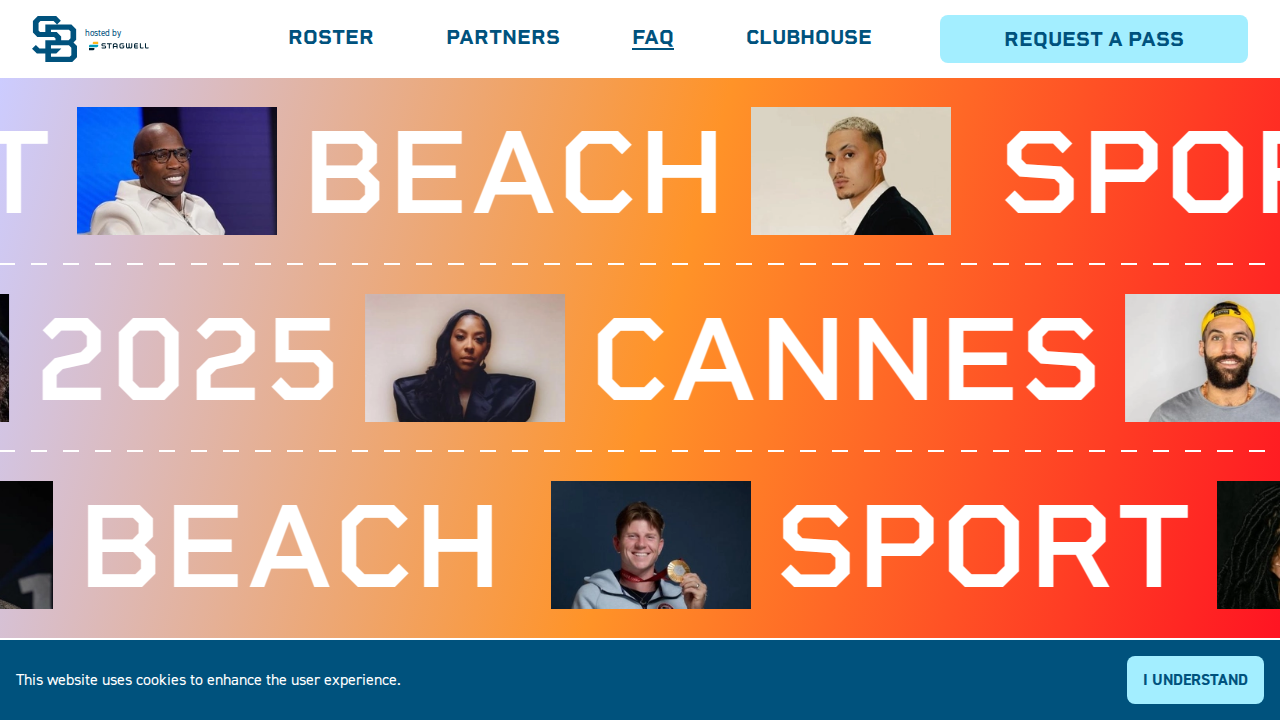 SB hosted by STAGWELL
ROSTER PARTNERS FAQ CLUBHOUSE REQUEST A PASS
T BEACH SPOR
2025 CANNES
BEACH SPORT
This website uses cookies to enhance the user experience. I UNDERSTAND